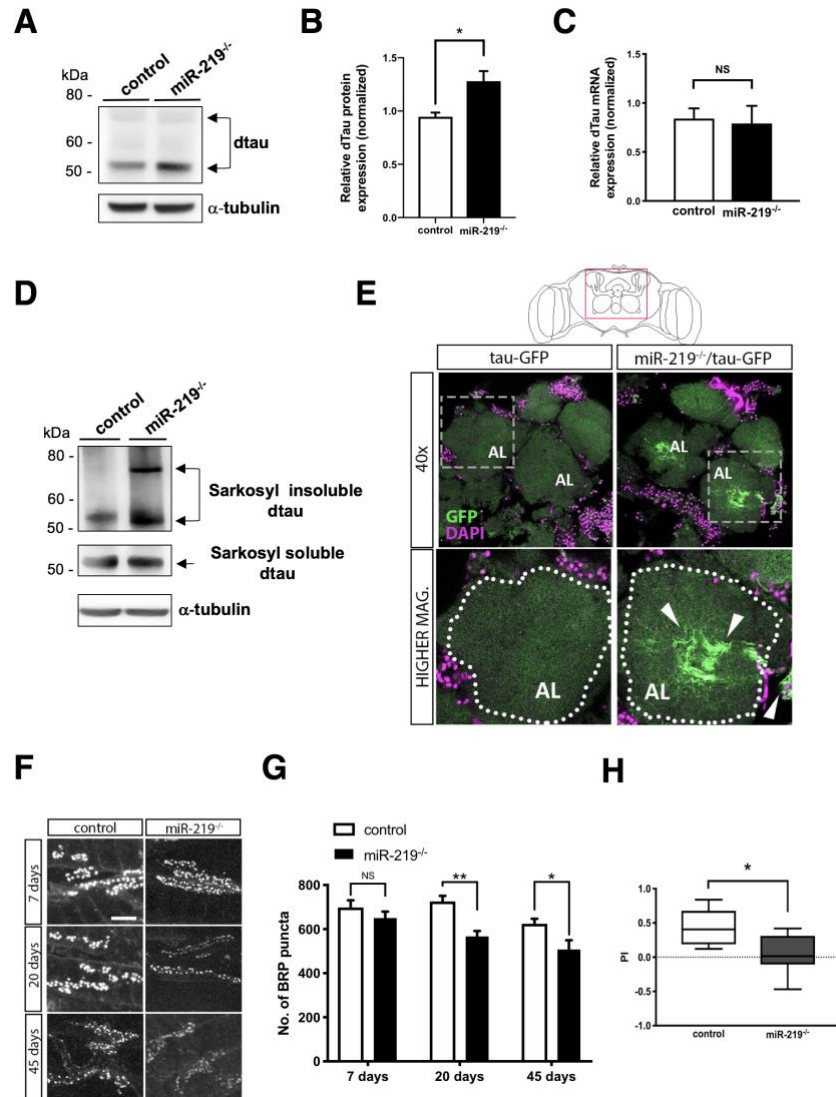 A
control
miR-219-/-
kDa
80 -
60 -
50 -
dtau
α-tubulin
B
*
1.5
1.0
0.5
0.0
Relative dTau protein
expression (normalized)
control
miR-219-/-
C
NS
1.5
1.0
0.5
0.0
Relative dTau mRNA
expression (normalized)
control
miR-219-/-
D
control
miR-219-/-
kDa
80 -
60 -
50 -
Sarkosyl insoluble
dtau
50 -
Sarkosyl soluble
dtau
α-tubulin
E
tau-GFP
miR-219-/-/tau-GFP
40x
AL
AL
GFP
DAPI
AL
AL
HIGHER MAG.
AL
AL
F
control
miR-219-/-
7 days
20 days
45 days
G
control
miR-219-/-
NS
**
*
800
600
400
200
0
No. of BRP puncta
7 days
20 days
45 days
H
*
1.0
0.5
0.0
-0.5
-1.0
PI
control
miR-219-/-